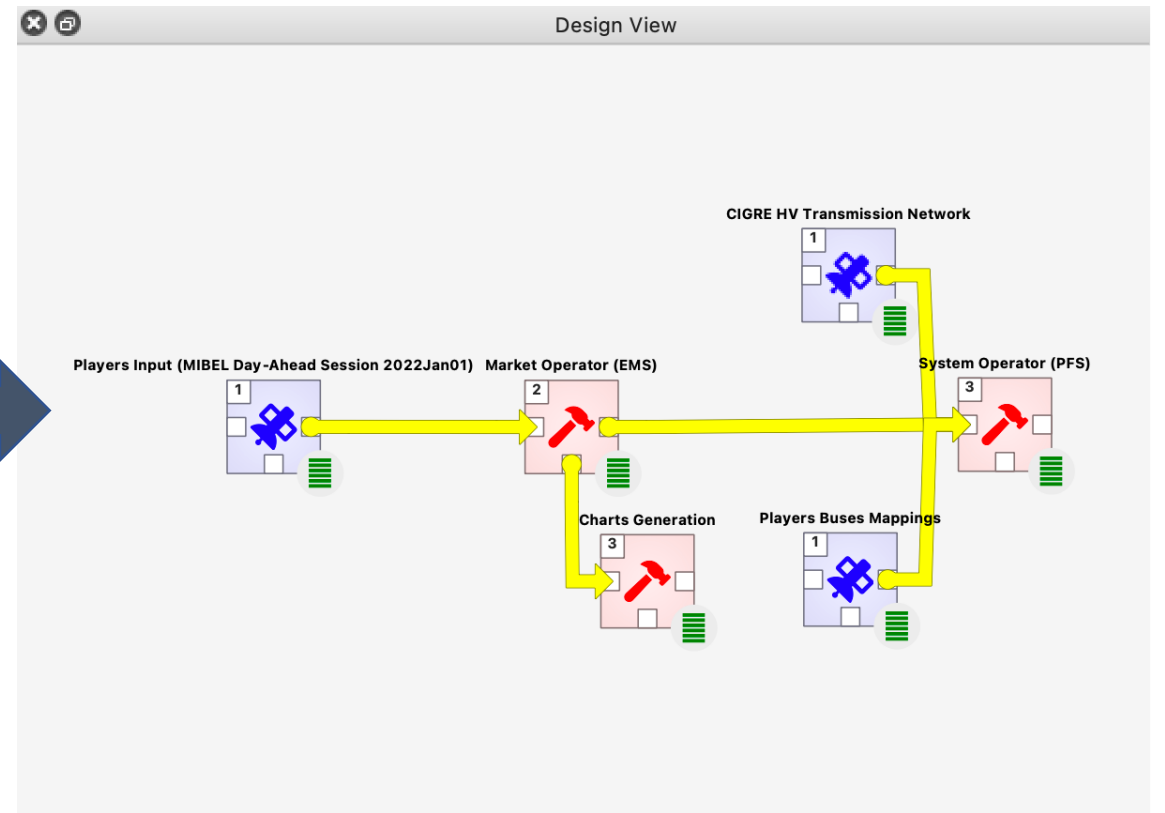 Design View
CIGRE HV Transmission Network
1
Players Input (MIBEL Day-Ahead Session 2022Jan01)
Market Operator (EMS)
System Operator (PFS)
1
2
3
Charts Generation
Players Buses Mappings
3
1